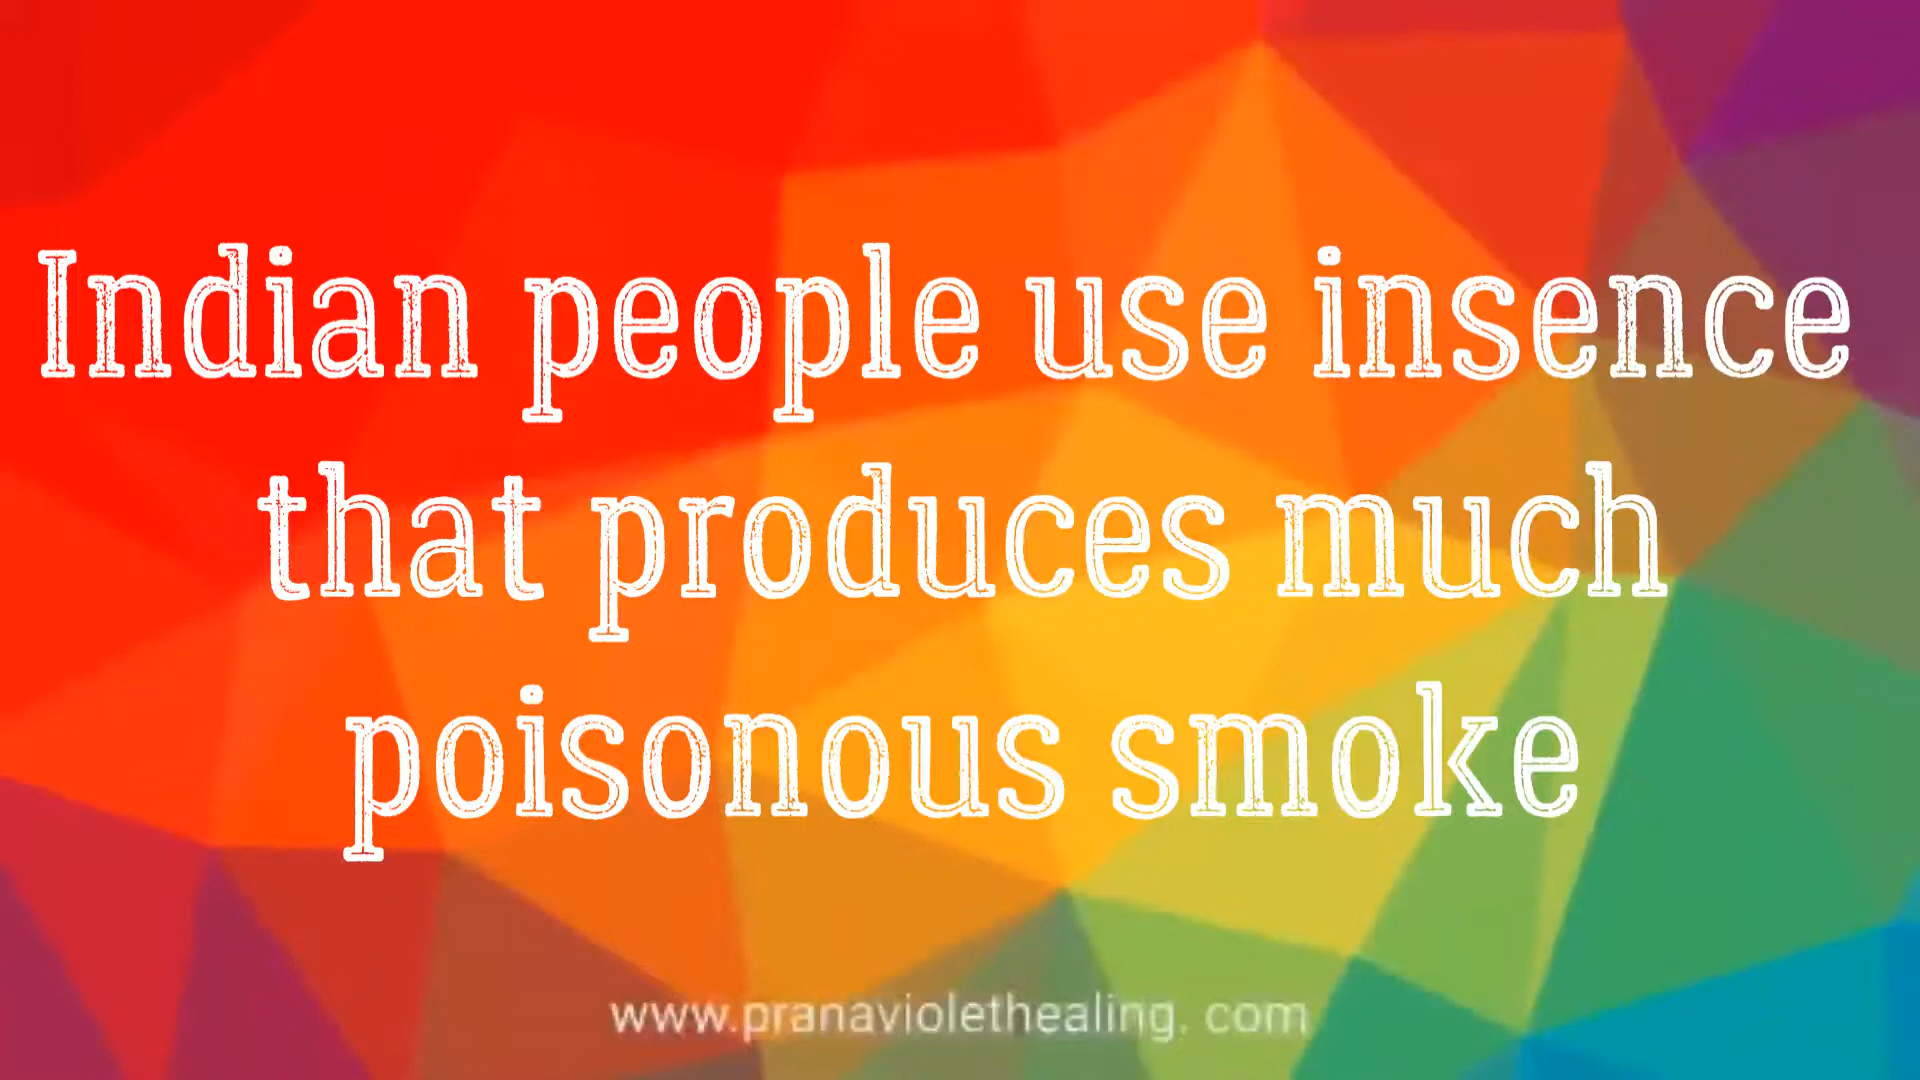 Indian people use insence
that produces much
poisonous smoke
www.pranaviolethealing. com